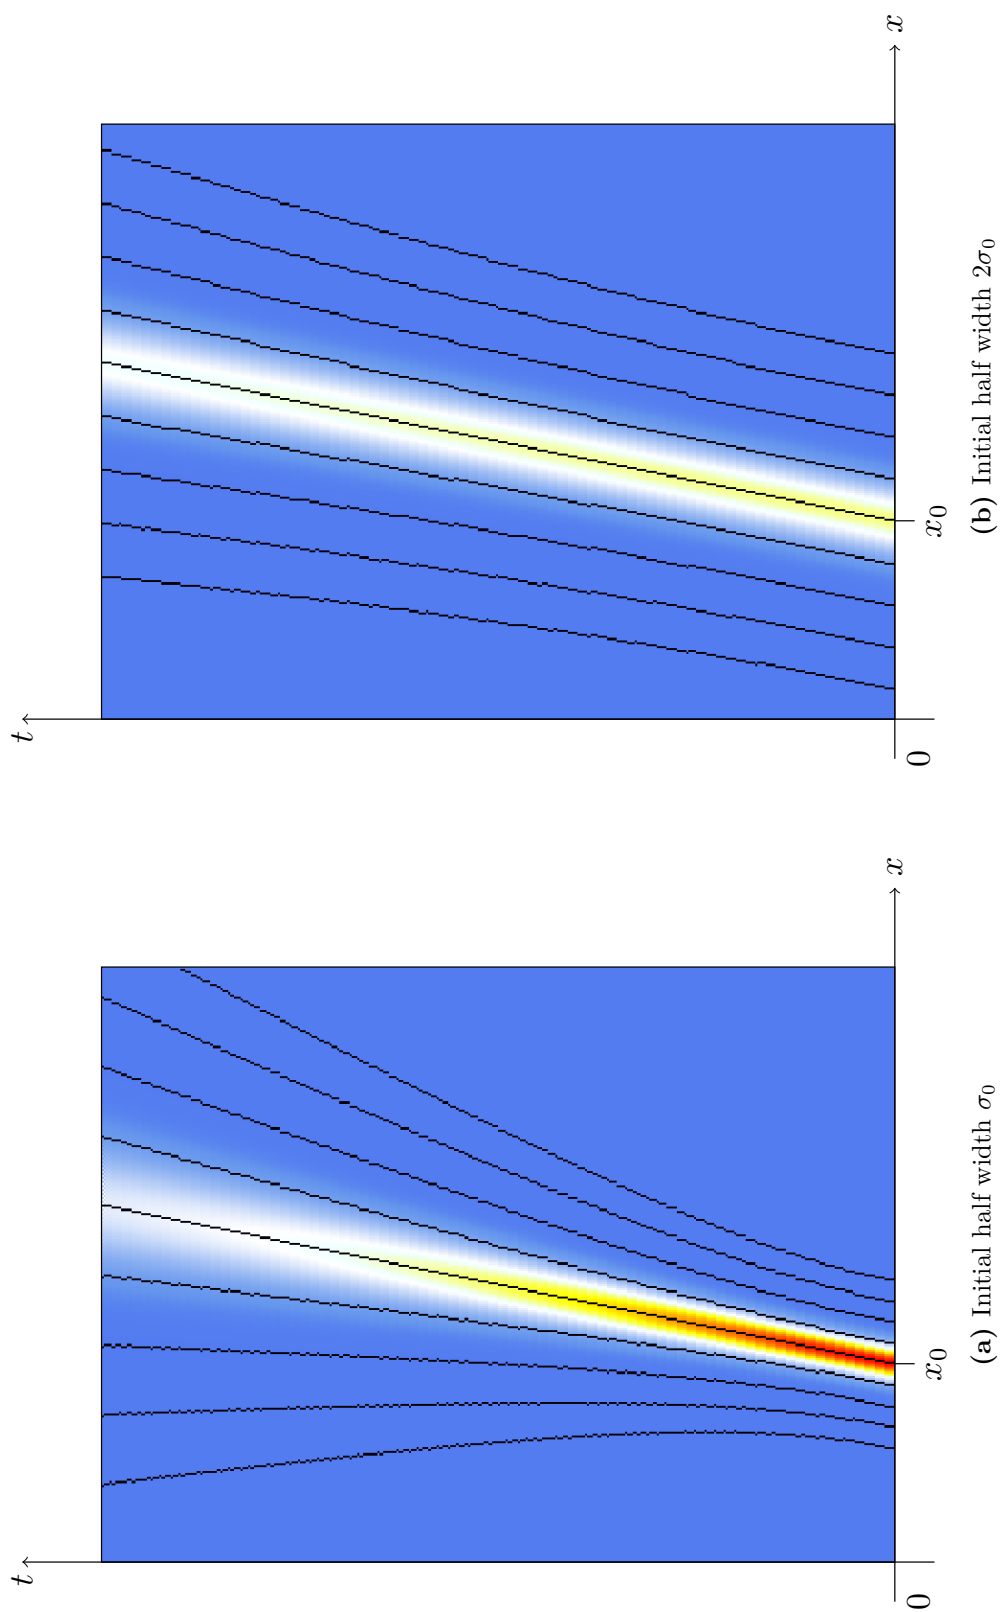 t
x
0
x₀
(a) Initial half width σ₀
t
x
0
x₀
(b) Initial half width 2σ₀